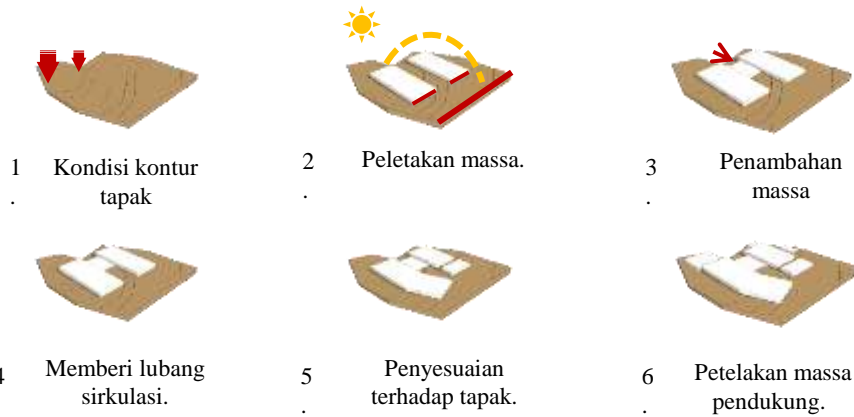 1
.
Kondisi kontur
tapak
2
.
Peletakan massa.
3
.
Penambahan
massa
4
Memberi lubang
sirkulasi.
5
.
Penyesuaian
terhadap tapak.
6
.
Petelakan massa
pendukung.